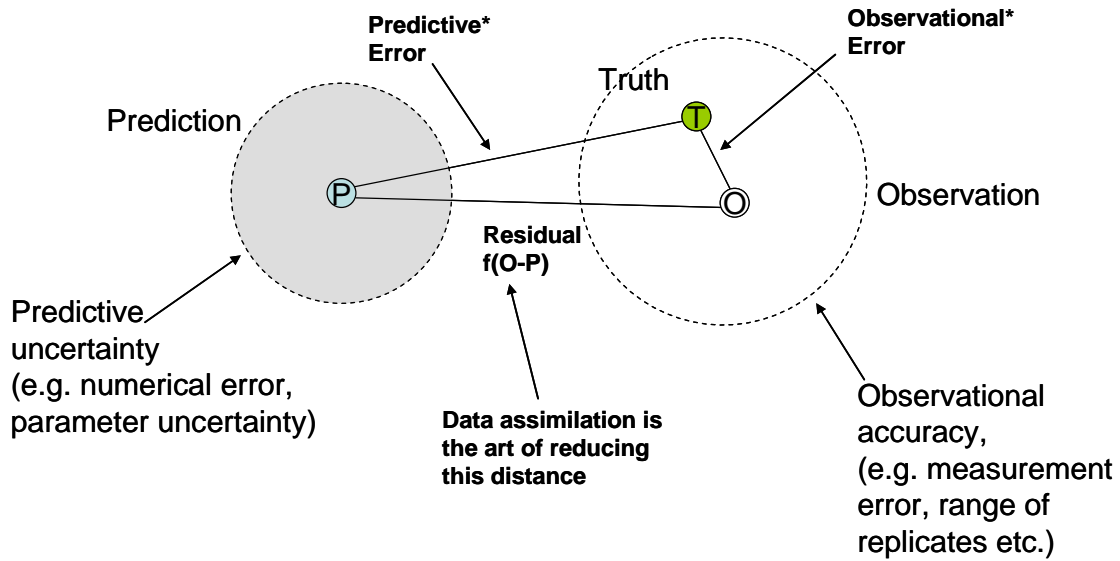 Predictive*
Error
Observational*
Error
Truth
T
Prediction
P
O
Observation
Residual
f(O-P)
Predictive
uncertainty
(e.g. numerical error,
parameter uncertainty)
Data assimilation is
the art of reducing
this distance
Observational
accuracy,
(e.g. measurement
error, range of
replicates etc.)